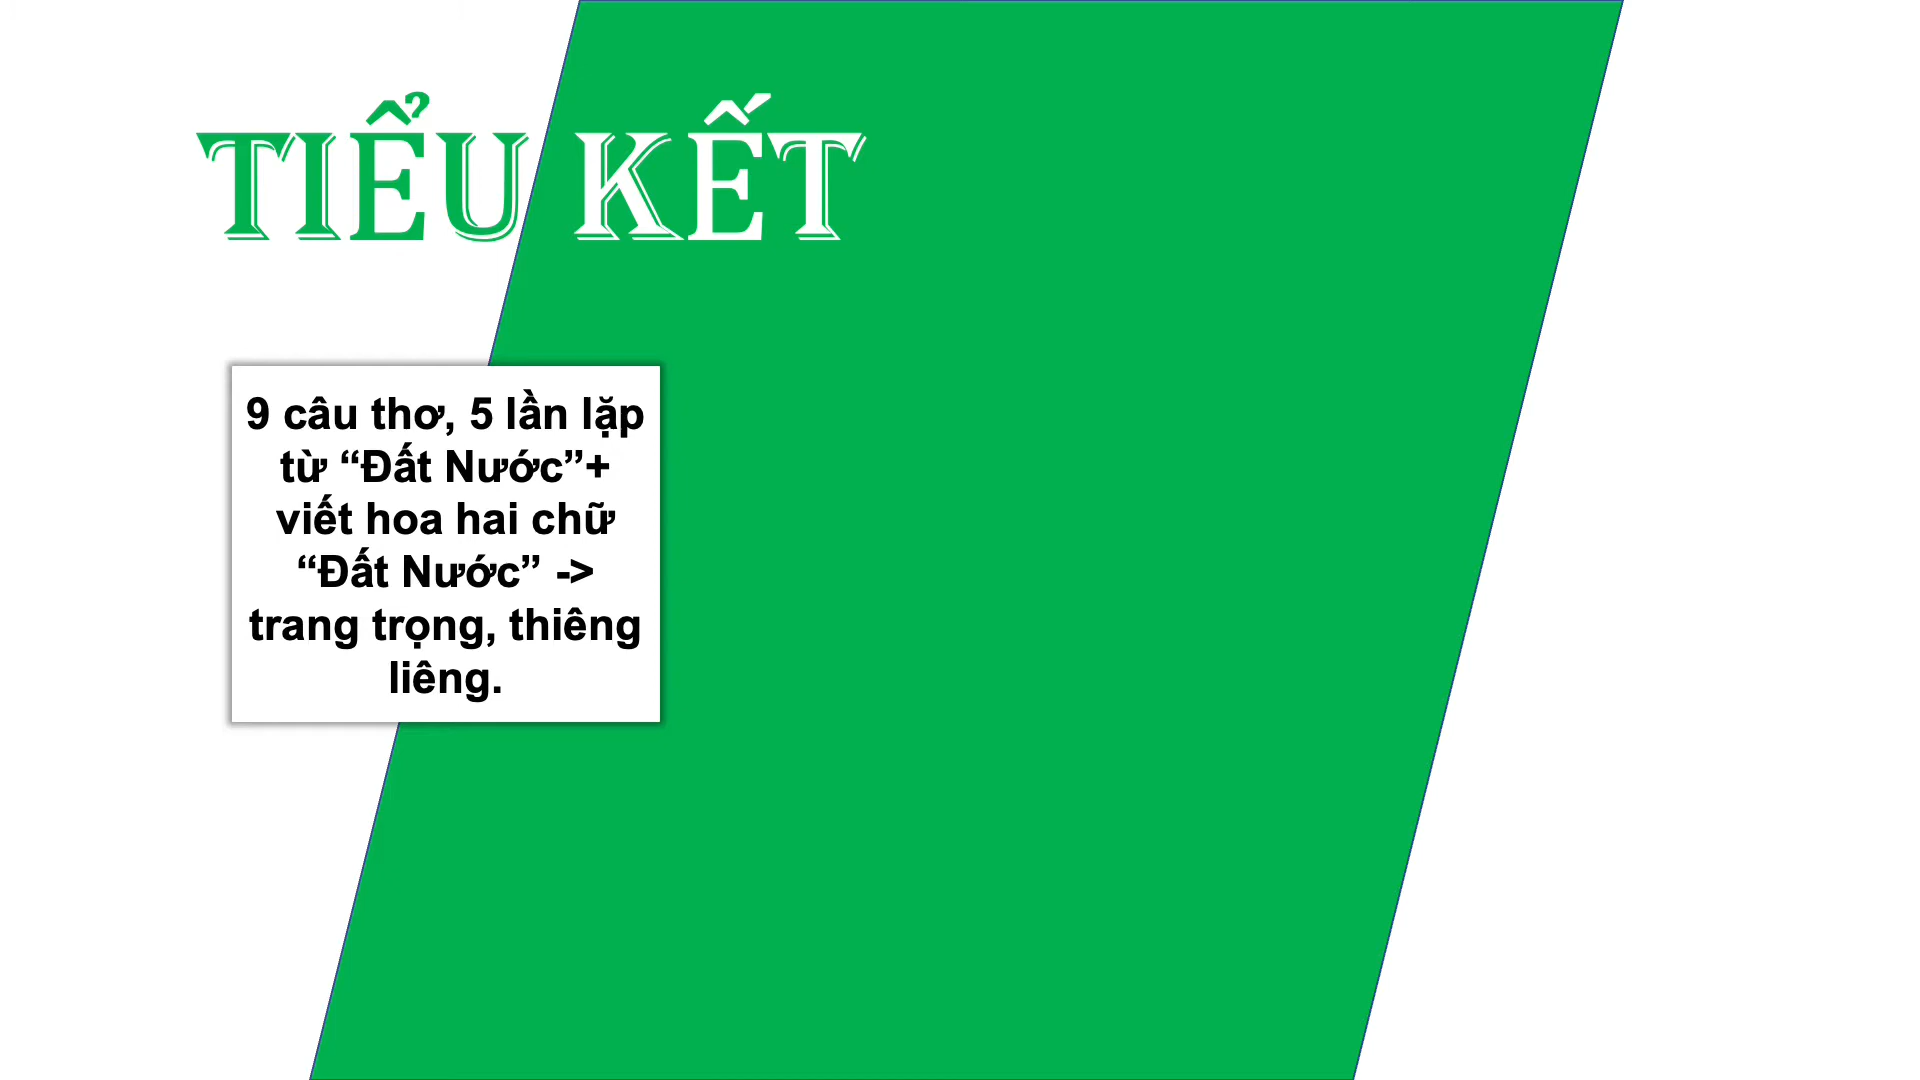 TIỂU KẾT
9 câu thơ, 5 lần lặp
từ “Đất Nước”+
viết hoa hai chữ
“Đất Nước” ->
trang trọng, thiêng
liêng.